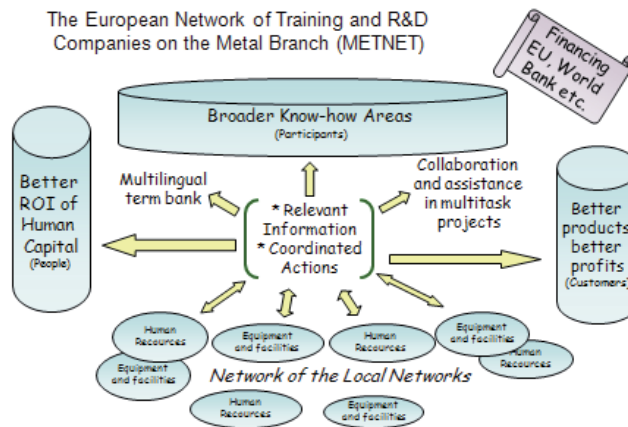 The European Network of Training and R&D
Companies on the Metal Branch (METNET)
Financing
EU, World
Bank etc.
Broader Know-how Areas
(Participants)
Better
ROI of
Human
Capital
(People)
Multilingual
term bank
* Relevant
Information
* Coordinated
Actions
Collaboration
and assistance
in multitask
projects
Better
products,
better
profits
(Customers)
Human
Recources
Equipment
and facilities
Equipment
and facilities
Human
Recources
Equipment
and facilities
Human
Recources
Network of the Local Networks
Human
Recources
Equipment
and facilities